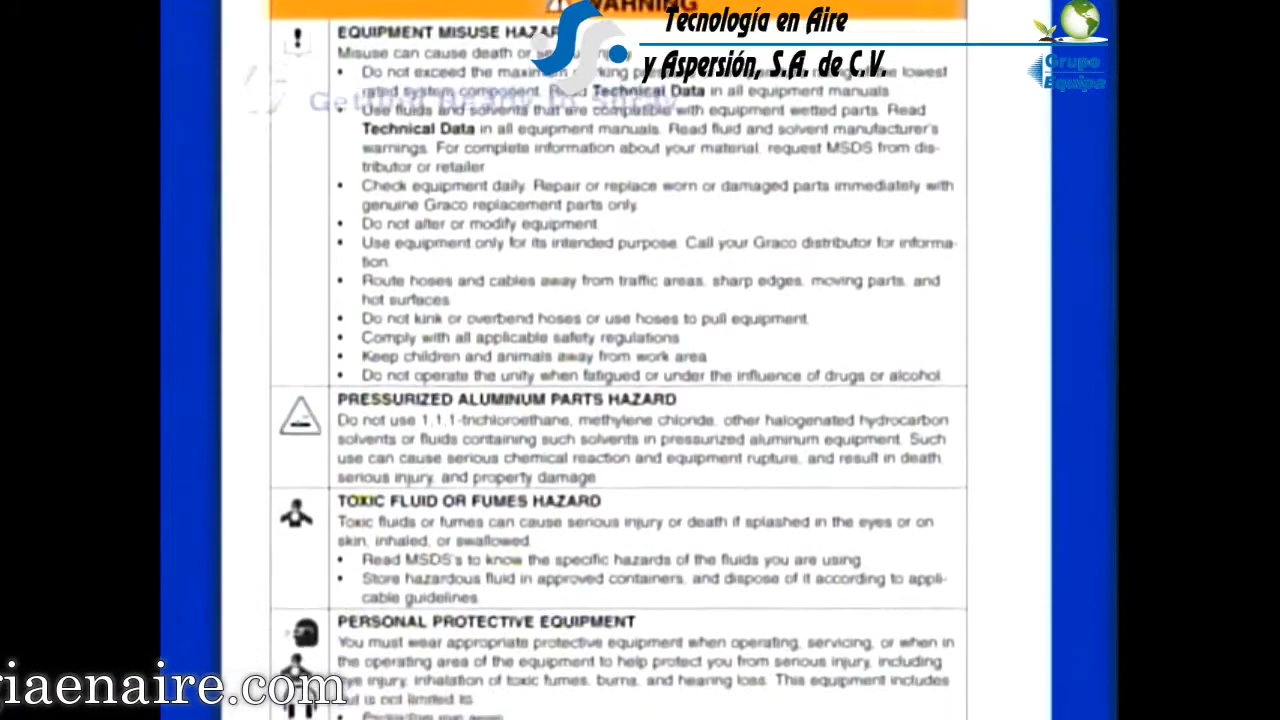 WARNING
Tecnología en Aire
y Aspersión, S.A. de C.V.
Grupo
Equipa
EQUIPMENT MISUSE HAZA
Misuse can cause death or
• Do not exceed the maximum working lowest
system component. Read Technical Data in all equipment manuals
• Use fluids and solvents that are compatible with equipment wetted parts. Read
Technical Data in all equipment manuals. Read fluid and solvent manufacturer's
warnings. For complete information about your material, request MSDS from dis-
tributor or retailer
• Check equipment daily. Repair or replace worn or damaged parts immediately with
genuine Graco replacement parts only.
• Do not alter or modify equipment
• Use equipment only for its intended purpose. Call your Graco distributor for informa-
tion.
• Route hoses and cables away from traffic areas, sharp edges, moving parts, and
hot surfaces
• Do not kink or overbend hoses or use hoses to pull equipment
• Comply with all applicable safety regulations
• Keep children and animals away from work area
• Do not operate the unity when fatigued or under the influence of drugs or alcohol
PRESSURIZED ALUMINUM PARTS HAZARD
Do not use 1,1,1-trichloroethane, methylene chloride, other halogenated hydrocarbon
solvents or fluids containing such solvents in pressurized aluminum equipment. Such
use can cause serious chemical reaction and equipment rupture, and result in death,
serious injury, and property damage
TOXIC FLUID OR FUMES HAZARD
Toxic fluids or fumes can cause serious injury or death if splashed in the eyes or on
skin, inhaled, or swallowed.
• Read MSDS's to know the specific hazards of the fluids you are using
• Store hazardous fluid in approved containers, and dispose of it according to appli-
cable guidelines
PERSONAL PROTECTIVE EQUIPMENT
You must wear appropriate protective equipment when operating, servicing, or when in
the operating area of the equipment to help protect you from serious injury, including
eye injury, inhalation of toxic fumes, burns, and hearing loss. This equipment includes
but is not limited to
giaenaire.com